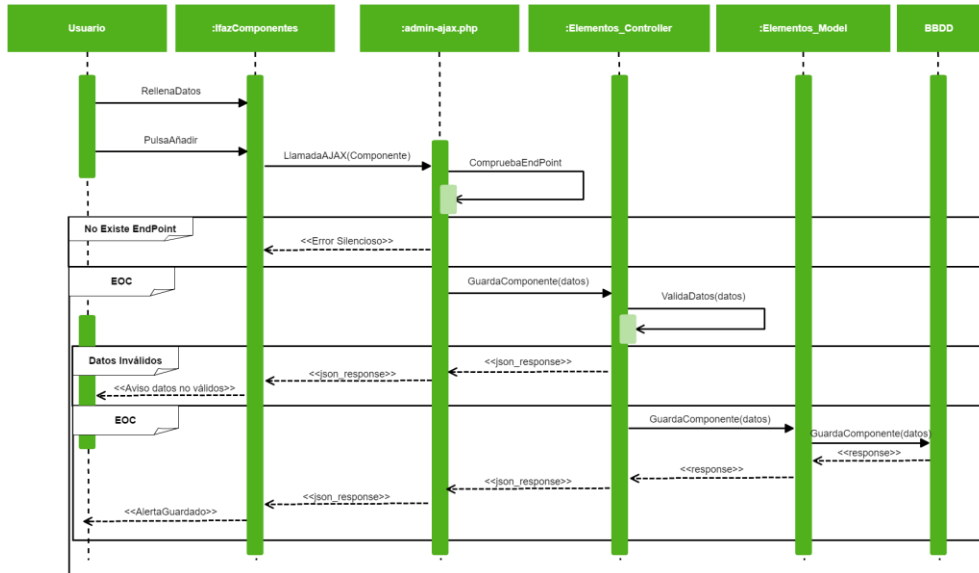 Usuario
:IfazComponentes
:admin-ajax.php
:Elementos_Controller
:Elementos_Model
BBDD
RellenaDatos
PulsaAñadir
LlamadaAJAX(Componente)
CompruebaEndPoint
No Existe EndPoint
<<Error Silencioso>>
EOC
GuardaComponente(datos)
ValidaDatos(datos)
Datos Inválidos
<<json_response>>
<<json_response>>
<<Aviso datos no válidos>>
EOC
GuardaComponente(datos)
GuardaComponente(datos)
<<response>>
<<response>>
<<json_response>>
<<json_response>>
<<AlertaGuardado>>